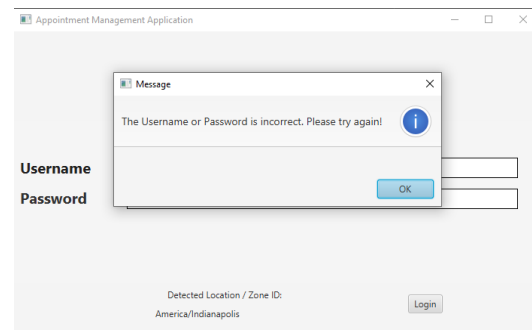 Appointment Management Application
Message
The Username or Password is incorrect. Please try again!
OK
Username
Password
Detected Location / Zone ID:
America/Indianapolis
Login